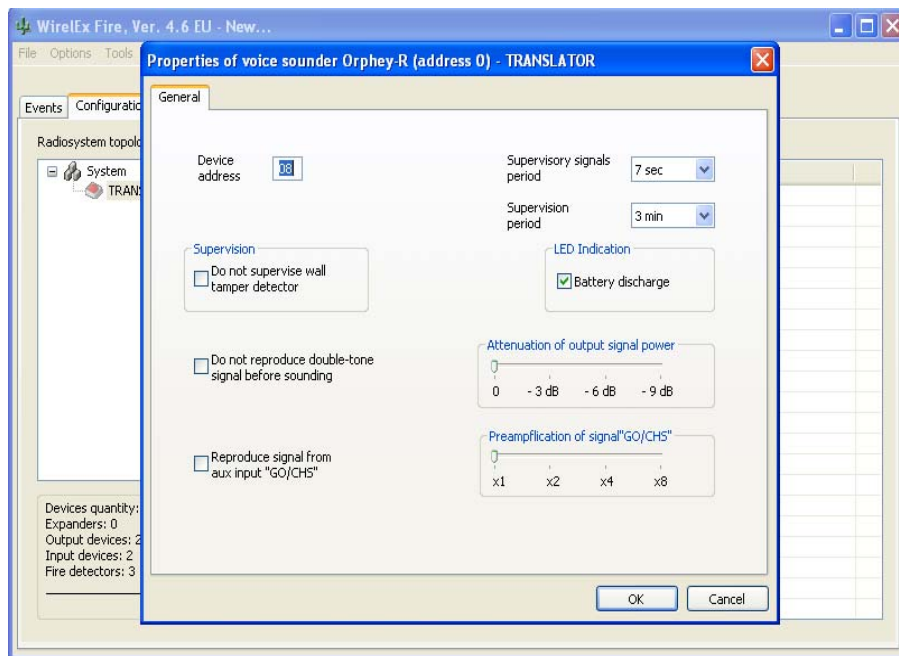 WirelEx Fire, Ver. 4.6 EU - New...
File Options Tools
Properties of voice sounder Orphey-R (address 0) - TRANSLATOR
Events Configuratio
General
Radiosystem topolo
System
TRANS
Device
address
08
Supervisory signals
period
7 sec
Supervision
period
3 min
Supervision
Do not supervise wall
tamper detector
LED Indication
Battery discharge
Do not reproduce double-tone
signal before sounding
Attenuation of output signal power
0 - 3 dB - 6 dB - 9 dB
Reproduce signal from
aux input "GO/CHS"
Preampflication of signal"GO/CHS"
x1 x2 x4 x8
Devices quantity:
Expanders: 0
Output devices: 2
Input devices: 2
Fire detectors: 3
OK Cancel